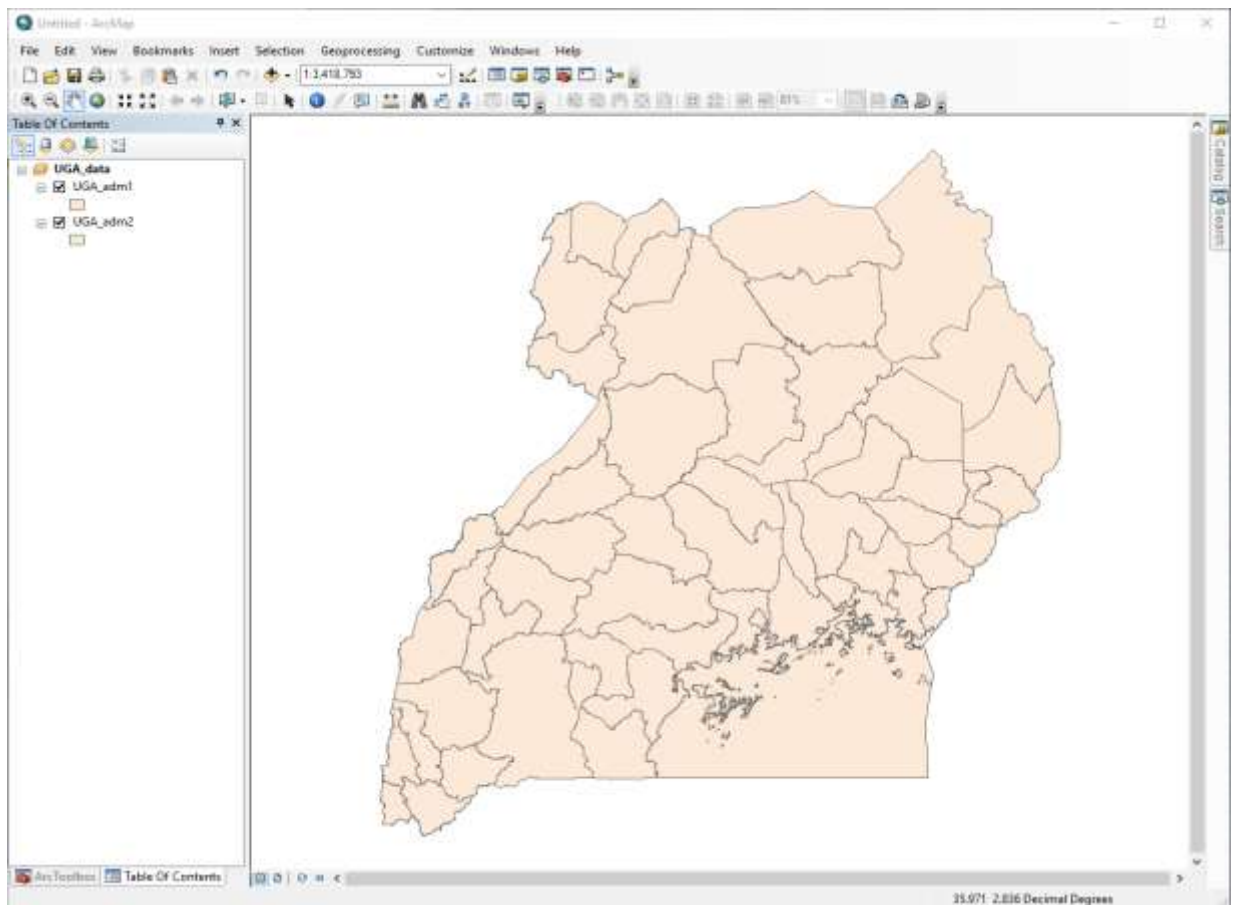 Untitled - ArcMap
File Edit View Bookmarks Insert Selection Geoprocessing Customize Windows Help
1:3,418,793
81%
Table Of Contents
UGA_data
UGA_adm1
UGA_adm2
Catalog
Search
ArcToolbox Table Of Contents
35.971 2.836 Decimal Degrees